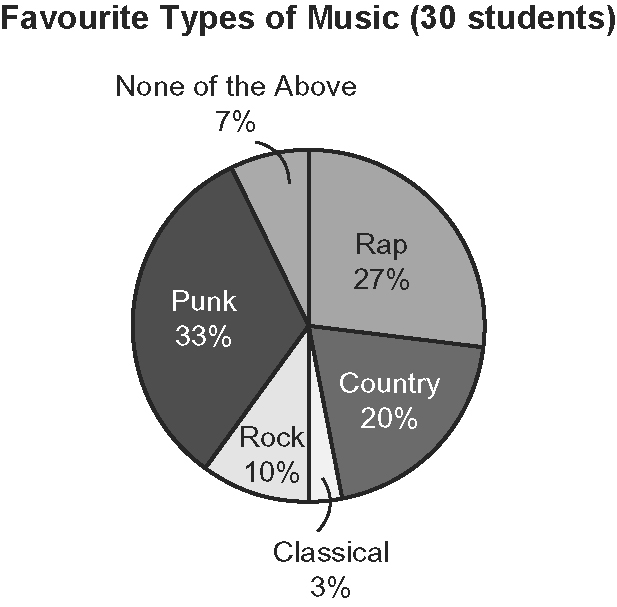 Favourite Types of Music (30 students)
None of the Above
7%
Rap
27%
Punk
33%
Country
20%
Rock
10%
Classical
3%